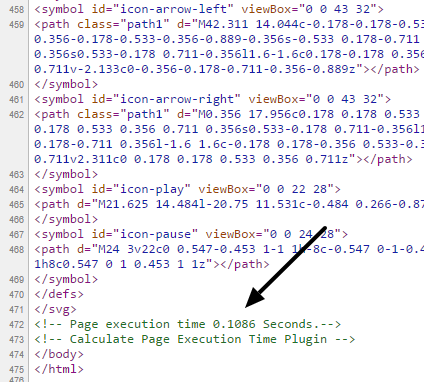 458 <symbol id="icon-arrow-left" viewBox="0 0 43 32">
459 <path class="path1" d="M42.311 14.044c-0.178-0.178-0.53
0.356-0.178-0.533-0.356-0.889-0.356s-0.533 0.178-0.711
0.356s0.533-0.178 0.711-0.356l1.6-1.6c0.178-0.178 0.356
0.711v-2.133c0-0.356-0.178-0.711-0.356-0.889z"></path>
460 </symbol>
461 <symbol id="icon-arrow-right" viewBox="0 0 43 32">
462 <path class="path1" d="M0.356 17.956c0.178 0.178 0.533
0.178 0.533 0.356 0.711 0.356s0.533-0.178 0.711-0.356l1
0.178-0.711 0.356l-1.6 1.6c-0.178 0.178-0.356 0.533-0.3
0.711v2.311c0 0.178 0.178 0.533 0.356 0.711z"></path>
463 </symbol>
464 <symbol id="icon-play" viewBox="0 0 22 28">
465 <path d="M21.625 14.484l-20.75 11.531c-0.484 0.266-0.87
466 </symbol>
467 <symbol id="icon-pause" viewBox="0 0 24 28">
468 <path d="M24 3v22c0 0.547-0.453 1-1 1h-8c-0.547 0-1-0.4
1h8c0.547 0 1 0.453 1 1z"></path>
469 </symbol>
470 </defs>
471 </svg>
472 <!-- Page execution time 0.1086 Seconds.-->
473 <!-- Calculate Page Execution Time Plugin -->
474 </body>
475 </html>
476